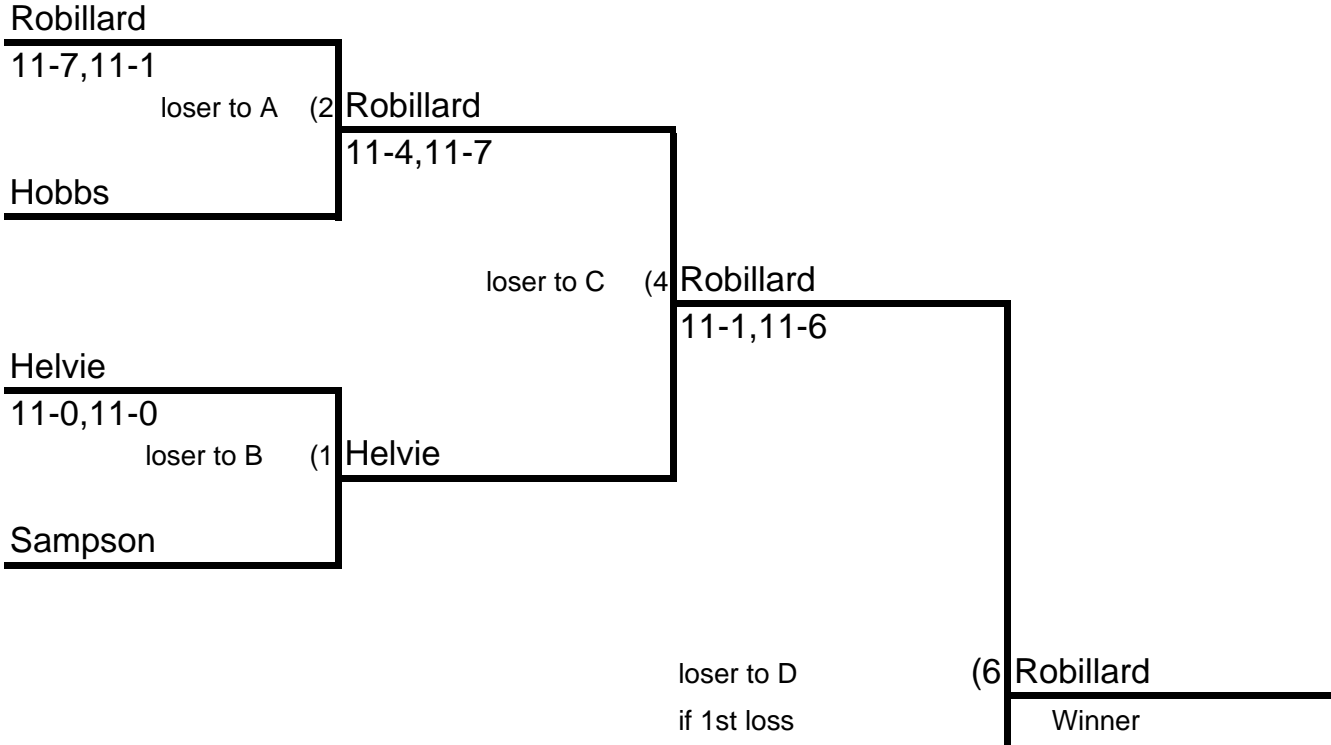 Robillard
11-7,11-1
loser to A (2 Robillard
11-4,11-7
Hobbs
loser to C (4 Robillard
11-1,11-6
Helvie
11-0,11-0
loser to B (1 Helvie
Sampson
loser to D (6 Robillard
if 1st loss Winner